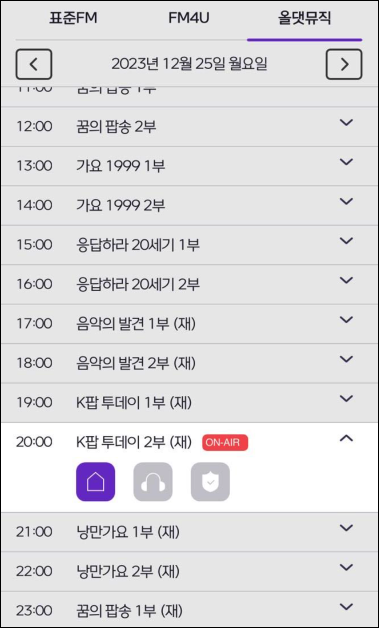 표준FM FM4U 올댓뮤직
2023년 12월 25일 월요일
11:00 꿈의 팝송 1부
12:00 꿈의 팝송 2부
13:00 가요 1999 1부
14:00 가요 1999 2부
15:00 응답하라 20세기 1부
16:00 응답하라 20세기 2부
17:00 음악의 발견 1부 (재)
18:00 음악의 발견 2부 (재)
19:00 K팝 투데이 1부 (재)
20:00 K팝 투데이 2부 (재) ON-AIR
21:00 낭만가요 1부 (재)
22:00 낭만가요 2부 (재)
23:00 꿈의 팝송 1부 (재)